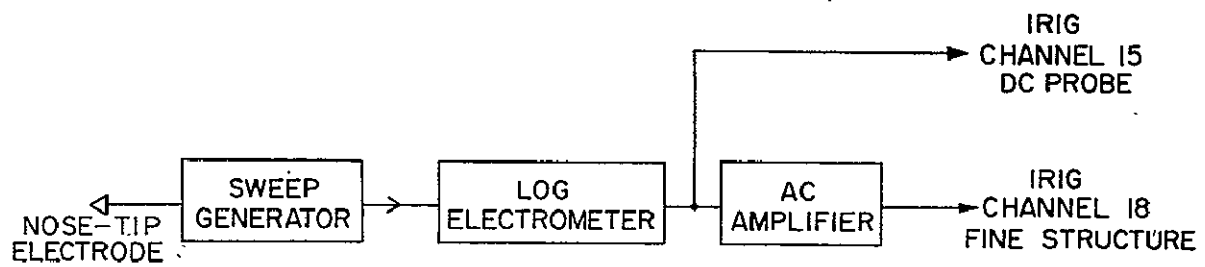 IRIG
CHANNEL 15
DC PROBE
SWEEP
GENERATOR
LOG
ELECTROMETER
AC
AMPLIFIER
IRIG
CHANNEL 18
FINE STRUCTURE
NOSE-TIP
ELECTRODE